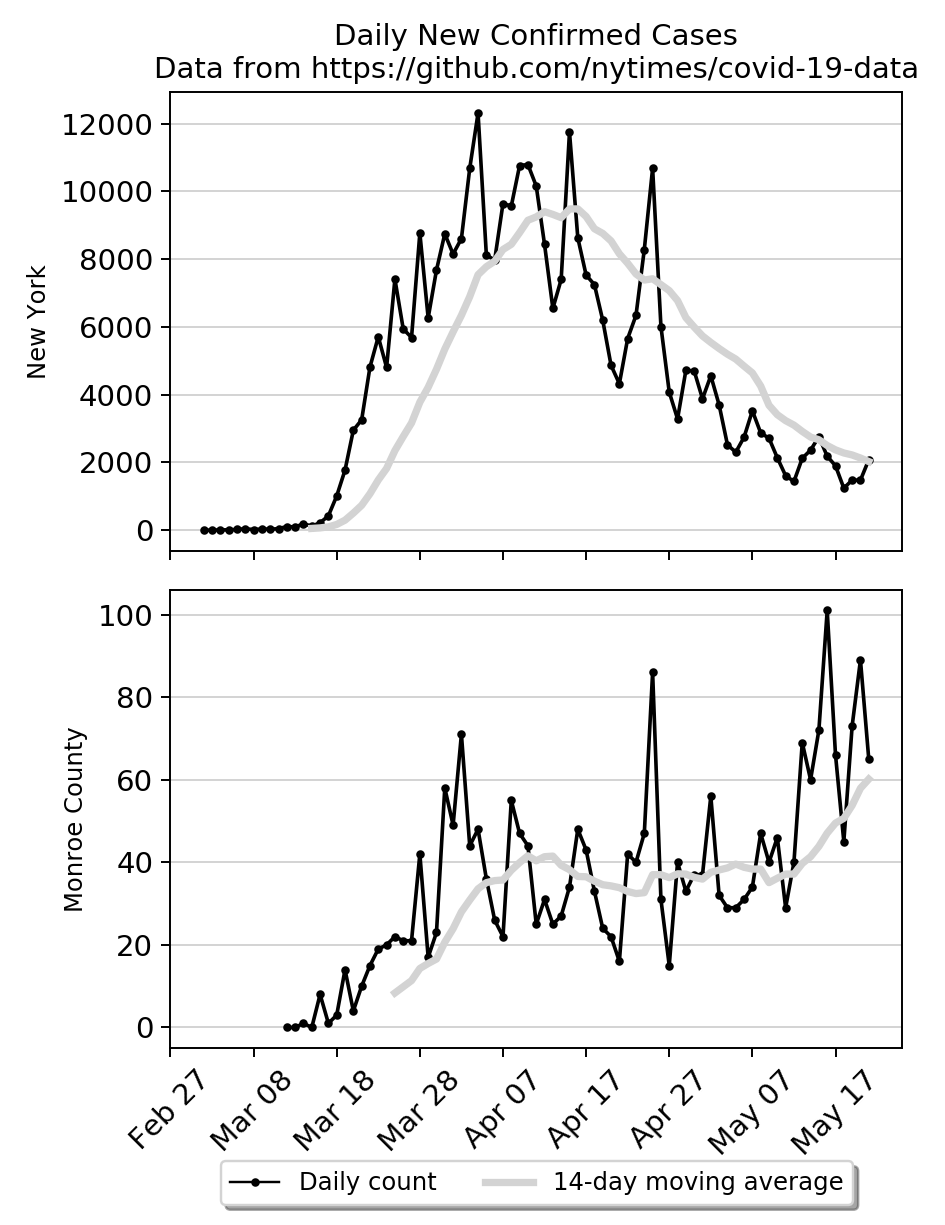 Daily New Confirmed Cases
Data from https://github.com/nytimes/covid-19-data
New York
12000
10000
8000
6000
4000
2000
0
Monroe County
100
80
60
40
20
0
Feb 27
Mar 08
Mar 18
Mar 28
Apr 07
Apr 17
Apr 27
May 07
May 17
Daily count
14-day moving average